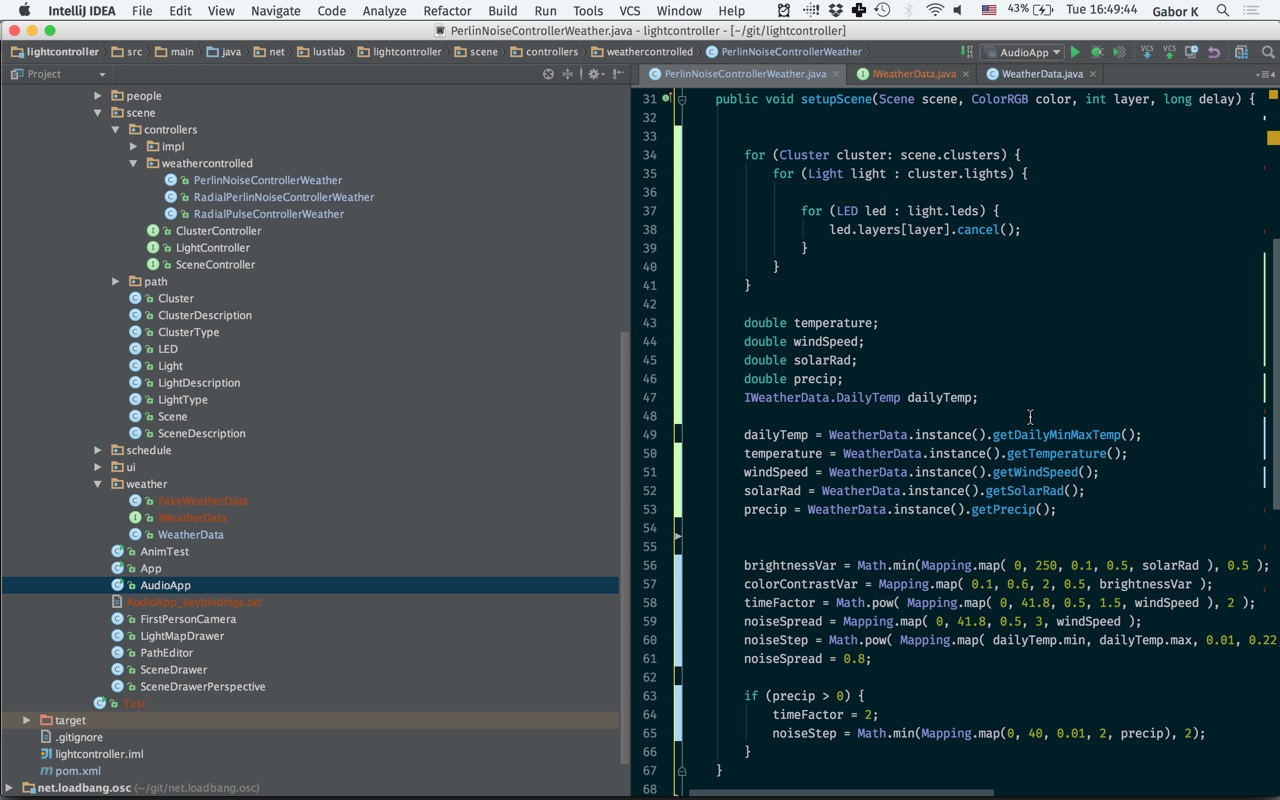 IntelliJ IDEA File Edit View Navigate Code Analyze Refactor Build Run Tools VCS Window Help 43% Tue 16:49:44 Gabor K
PerlinNoiseControllerWeather.java - lightcontroller - [~/git/lightcontroller]
lightcontroller src main java net lustlab lightcontroller scene controllers weathercontrolled PerlinNoiseControllerWeather AudioApp VCS VCS
Project
PerlinNoiseControllerWeather.java IWeatherData.java WeatherData.java
people
scene
controllers
impl
weathercontrolled
PerlinNoiseControllerWeather
RadialPerlinNoiseControllerWeather
RadialPulseControllerWeather
ClusterController
LightController
SceneController
path
Cluster
ClusterDescription
ClusterType
LED
Light
LightDescription
LightType
Scene
SceneDescription
schedule
ui
weather
FakeWeatherData
IWeatherData
WeatherData
AnimTest
App
AudioApp
AudioApp_keybindings.txt
FirstPersonCamera
LightMapDrawer
PathEditor
SceneDrawer
SceneDrawerPerspective
Test
target
.gitignore
lightcontroller.iml
pom.xml
net.loadbang.osc (~/git/net.loadbang.osc)
31 public void setupScene(Scene scene, ColorRGB color, int layer, long delay) {
32
33
34 for (Cluster cluster: scene.clusters) {
35 for (Light light : cluster.lights) {
36
37 for (LED led : light.leds) {
38 led.layers[layer].cancel();
39 }
40 }
41 }
42
43 double temperature;
44 double windSpeed;
45 double solarRad;
46 double precip;
47 IWeatherData.DailyTemp dailyTemp;
48
49 dailyTemp = WeatherData.instance().getDailyMinMaxTemp();
50 temperature = WeatherData.instance().getTemperature();
51 windSpeed = WeatherData.instance().getWindSpeed();
52 solarRad = WeatherData.instance().getSolarRad();
53 precip = WeatherData.instance().getPrecip();
54
55
56 brightnessVar = Math.min(Mapping.map( 0, 250, 0.1, 0.5, solarRad ), 0.5 );
57 colorContrastVar = Mapping.map( 0.1, 0.6, 2, 0.5, brightnessVar );
58 timeFactor = Math.pow( Mapping.map( 0, 41.8, 0.5, 1.5, windSpeed ), 2 );
59 noiseSpread = Mapping.map( 0, 41.8, 0.5, 3, windSpeed );
60 noiseStep = Math.pow( Mapping.map( dailyTemp.min, dailyTemp.max, 0.01, 0.22
61 noiseSpread = 0.8;
62
63 if (precip > 0) {
64 timeFactor = 2;
65 noiseStep = Math.min(Mapping.map(0, 40, 0.01, 2, precip), 2);
66 }
67 }
68